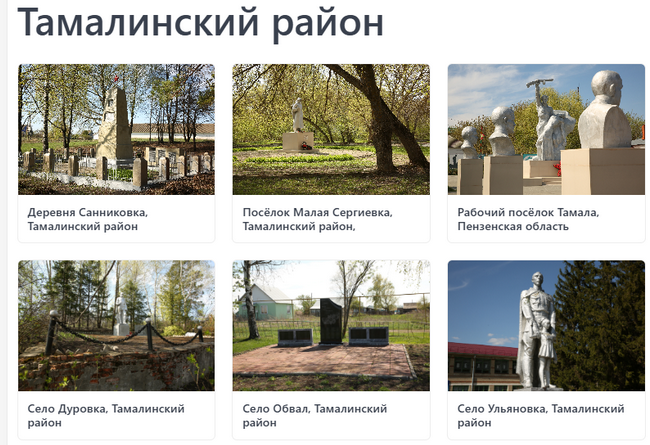 Тамалинский район
Деревня Санниковка,
Тамалинский район
Посёлок Малая Сергиевка,
Тамалинский район,
Рабочий посёлок Тамала,
Пензенская область
Село Дуровка, Тамалинский
район
Село Обвал, Тамалинский
район
Село Ульяновка, Тамалинский
район